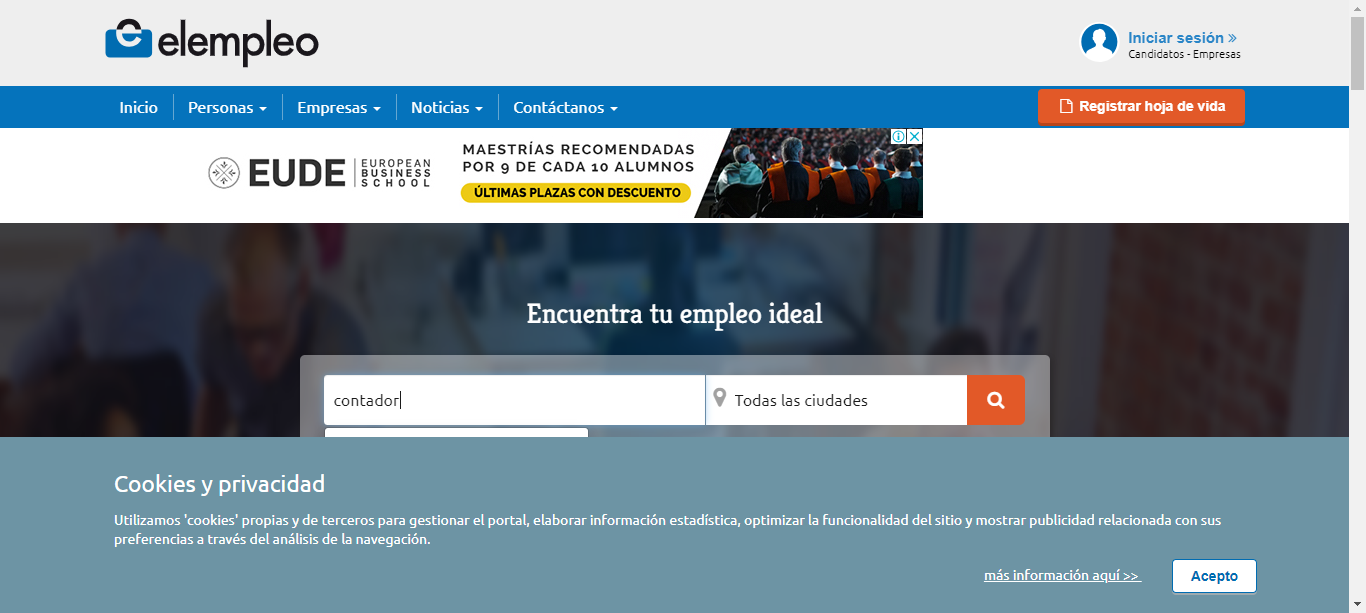 elempleo
Iniciar sesión »
Candidatos - Empresas
Inicio
Personas
Empresas
Noticias
Contáctanos
Registrar hoja de vida
EUDE
EUROPEAN
BUSINESS
SCHOOL
MAESTRÍAS RECOMENDADAS
POR 9 DE CADA 10 ALUMNOS
ÚLTIMAS PLAZAS CON DESCUENTO
Encuentra tu empleo ideal
contador
Todas las ciudades
Cookies y privacidad
Utilizamos 'cookies' propias y de terceros para gestionar el portal, elaborar información estadística, optimizar la funcionalidad del sitio y mostrar publicidad relacionada con sus
preferencias a través del análisis de la navegación.
más información aquí >>
Acepto